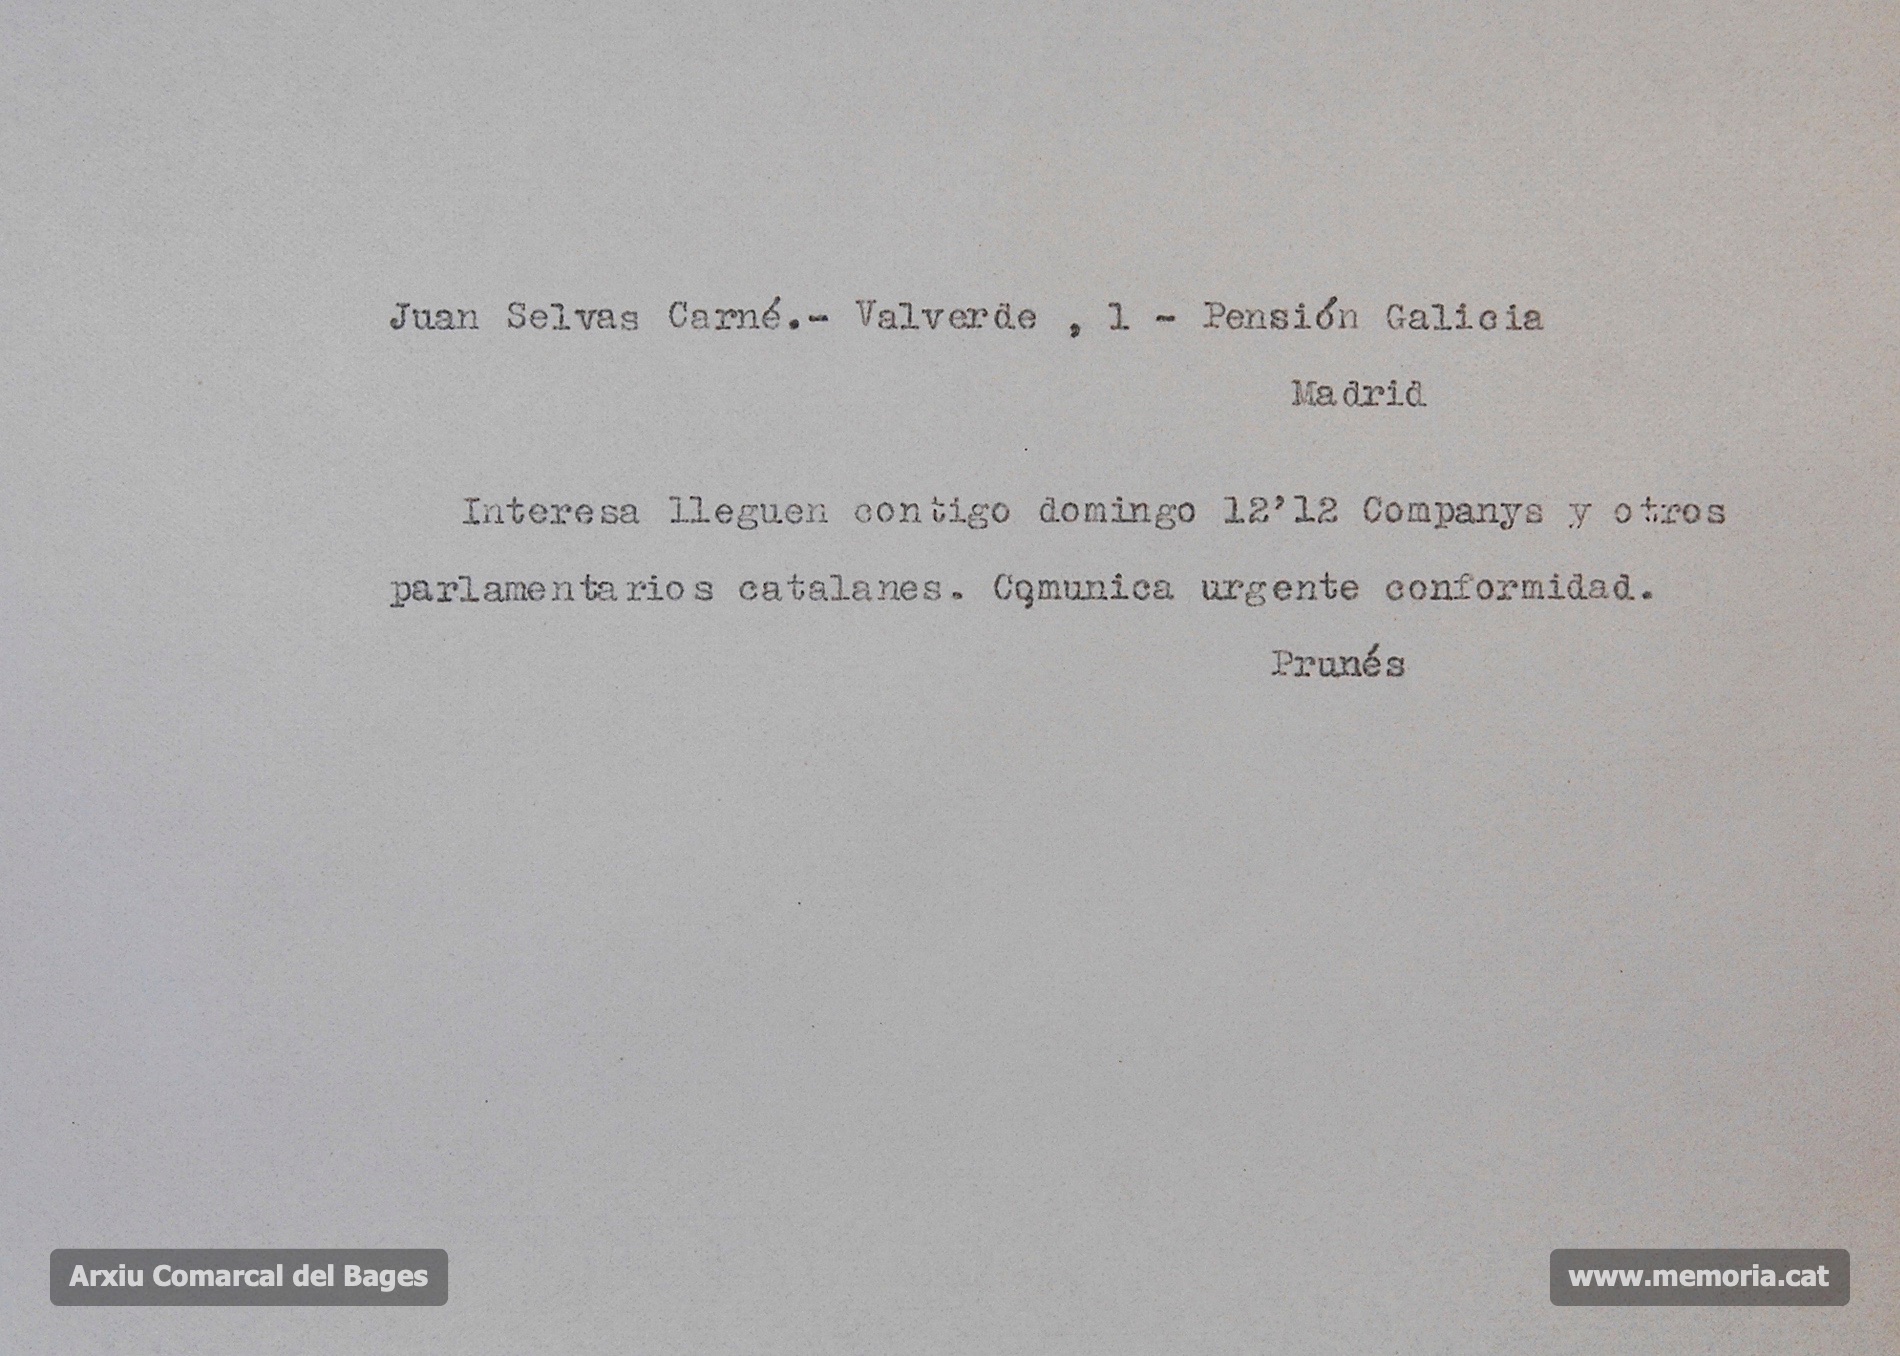 Juan Selvas Carné.- Valverde , 1 - Pensión Galicia
Madrid
Interesa lleguen contigo domingo 12'12 Companys y otros
parlamentarios catalanes. Comunica urgente conformidad.
Prunés
Arxiu Comarcal del Bages
www.memoria.cat